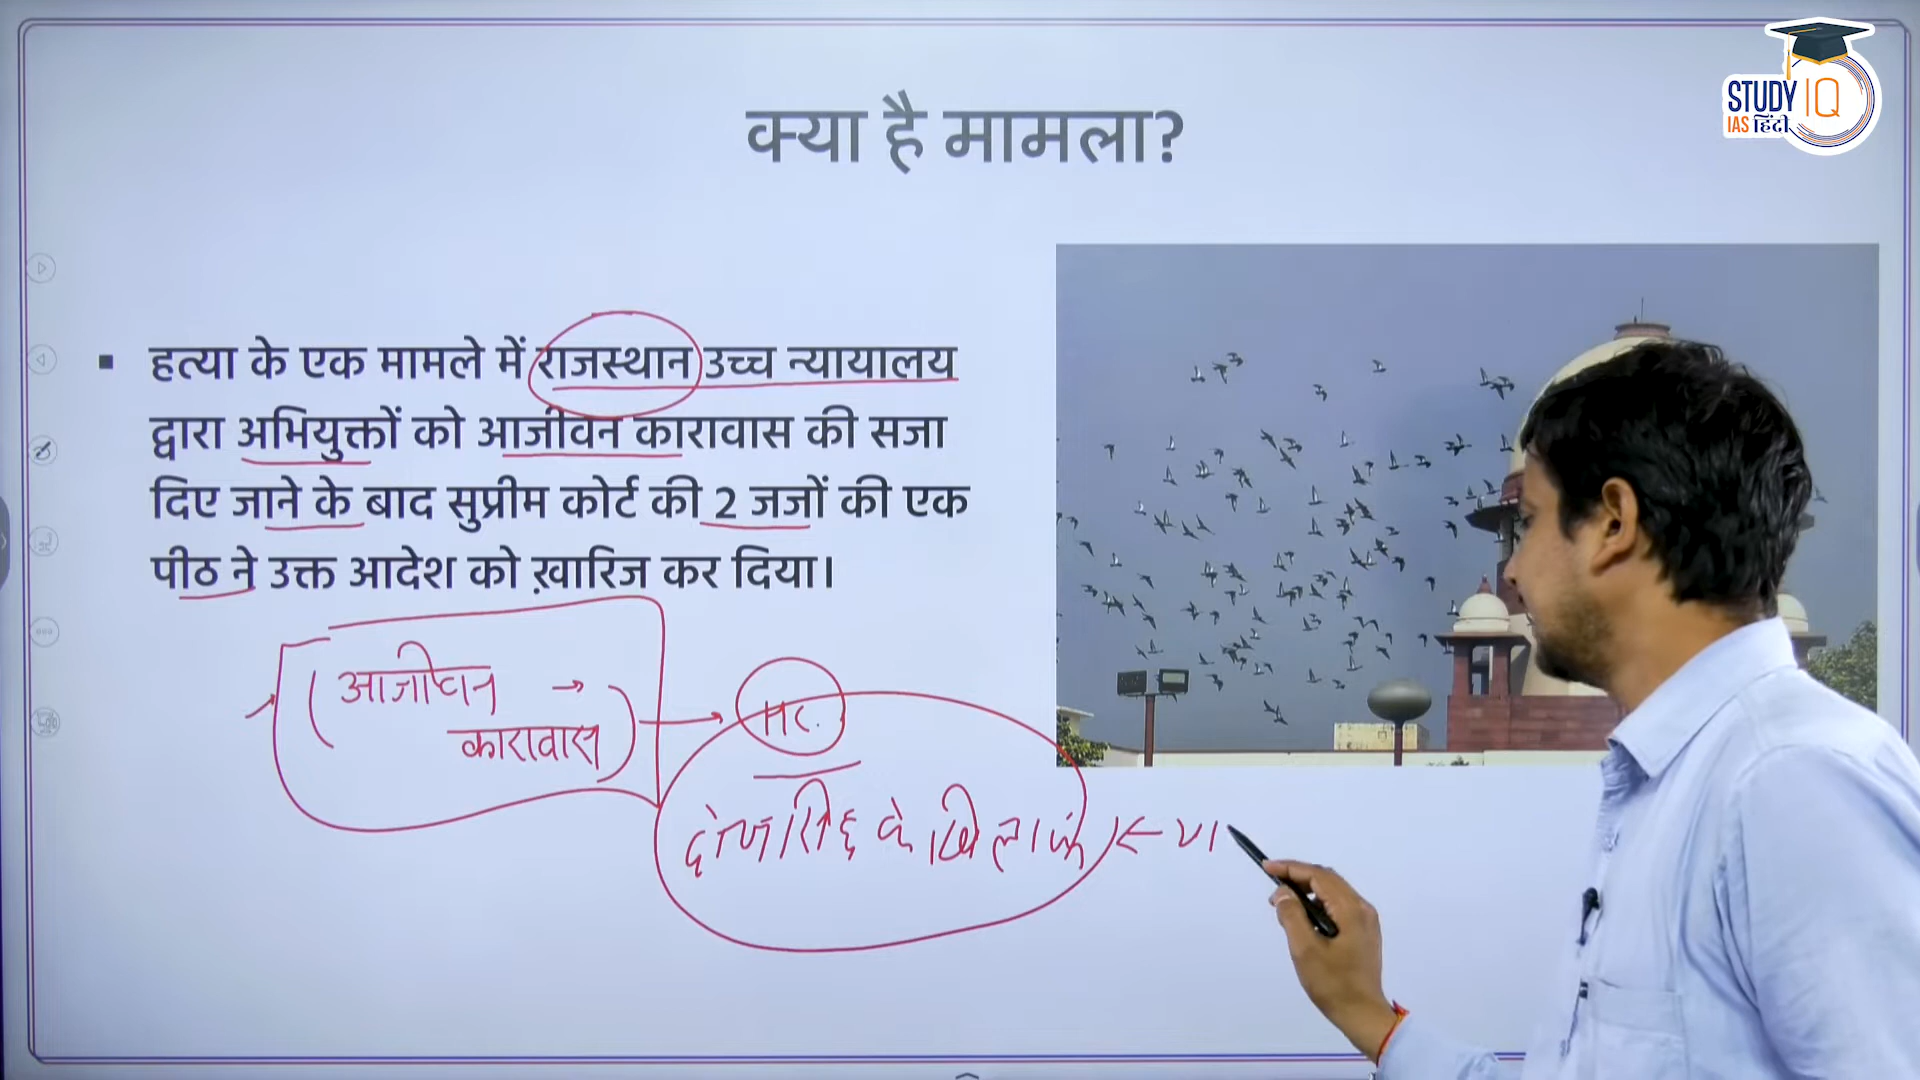 STUDY IQ
IAS हिंदी
क्या है मामला?
▪ हत्या के एक मामले में राजस्थान उच्च न्यायालय
द्वारा अभियुक्तों को आजीवन कारावास की सजा
दिए जाने के बाद सुप्रीम कोर्ट की 2 जजों की एक
पीठ ने उक्त आदेश को ख़ारिज कर दिया।
(आजीवन →
कारावास)
HC.
के खिलाफ